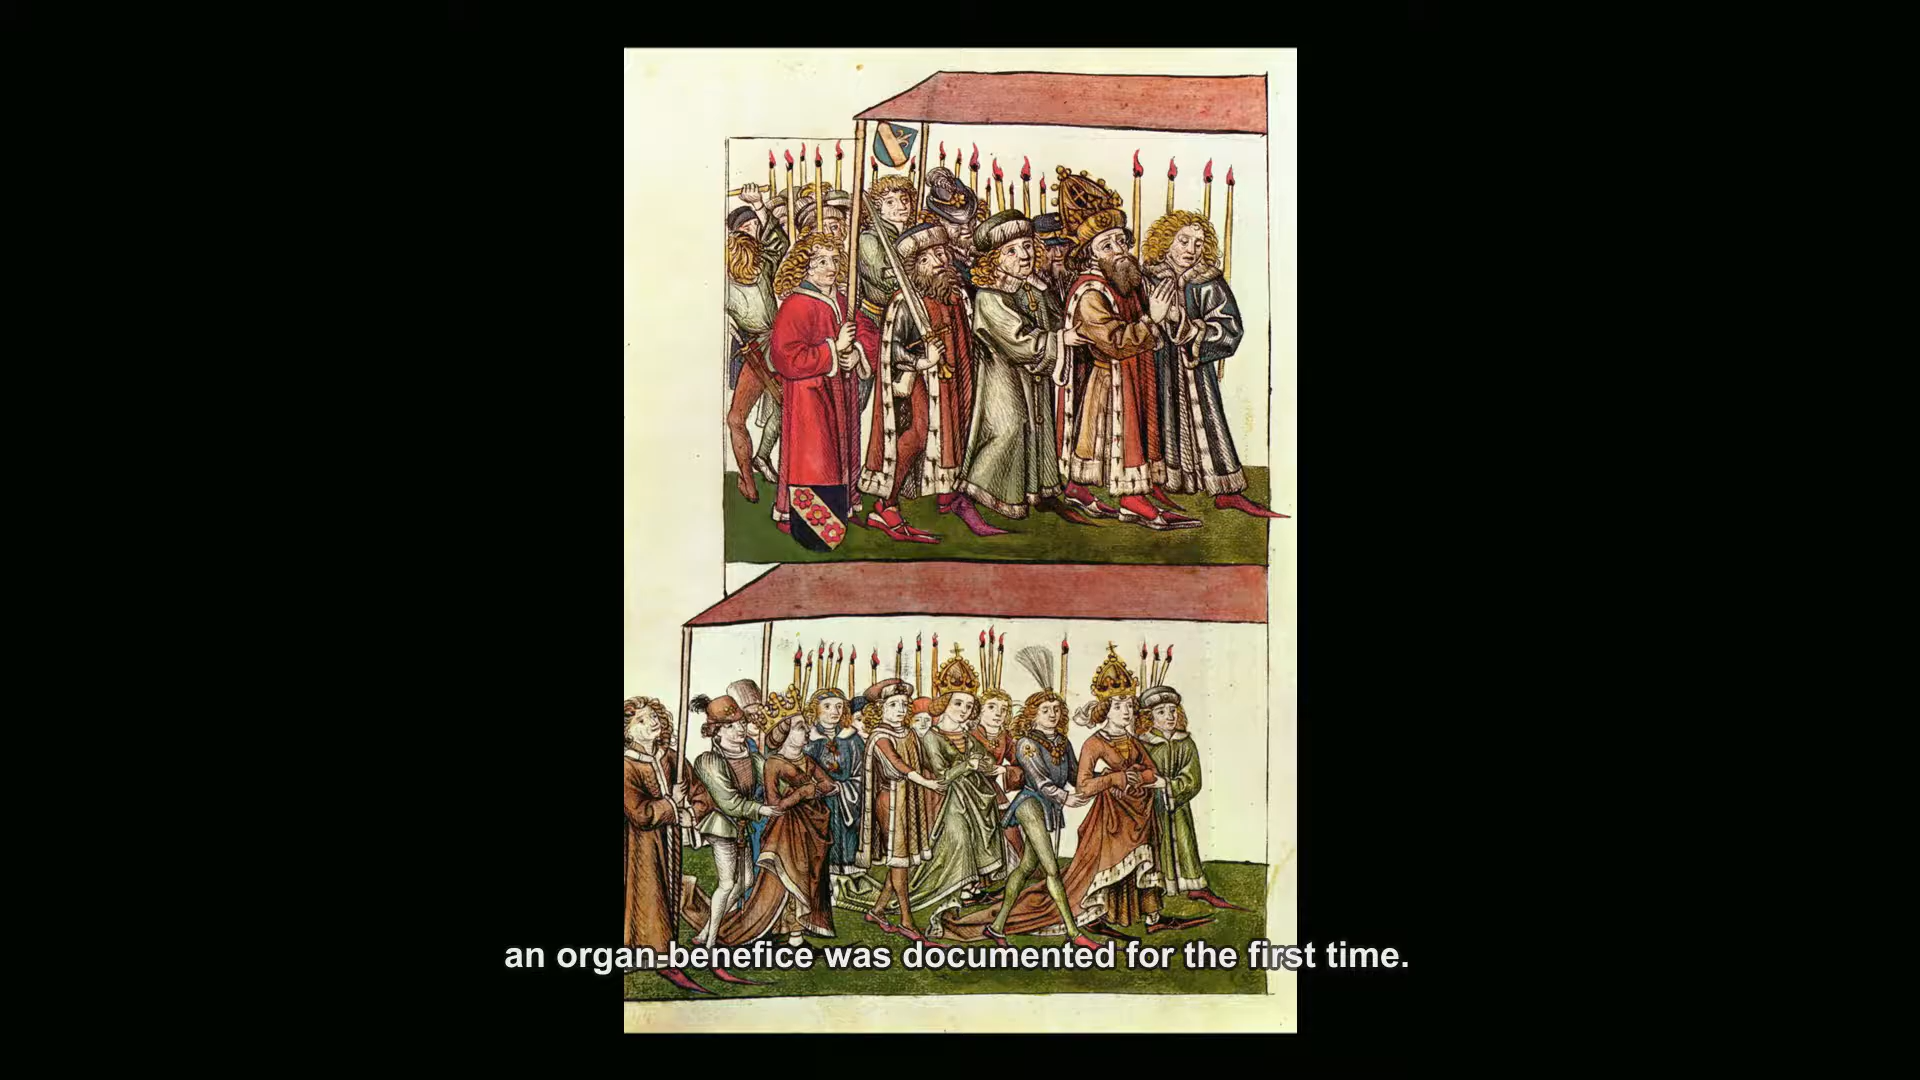 an organ-benefice was documented for the first time.